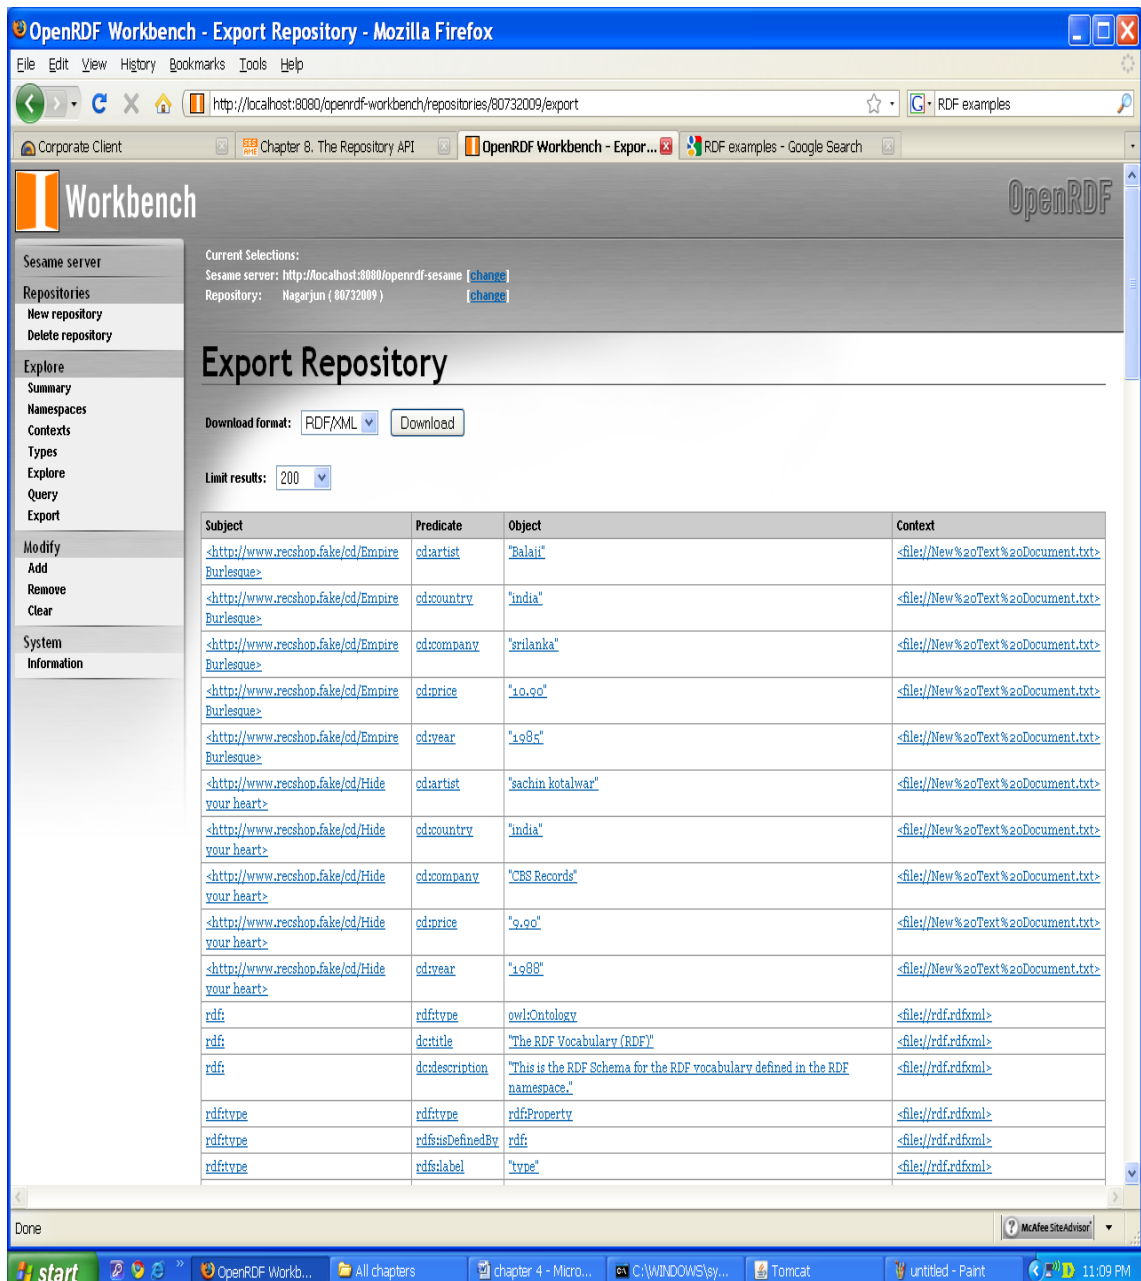 OpenRDF Workbench - Export Repository - Mozilla Firefox
File Edit View History Bookmarks Tools Help
http://localhost:8080/openrdf-workbench/repositories/80732009/export
G RDF examples
Corporate Client
Chapter 8. The Repository API
OpenRDF Workbench - Expor...
RDF examples - Google Search
Workbench
OpenRDF
Sesame server
Repositories
New repository
Delete repository
Explore
Summary
Namespaces
Contexts
Types
Explore
Query
Export
Modify
Add
Remove
Clear
System
Information
Current Selections:
Sesame server: http://localhost:8080/openrdf-sesame [change]
Repository: Nagarjun ( 80732009 ) [change]
Export Repository
Download format: RDF/XML Download
Limit results: 200
Subject Predicate Object Context
<http://www.recshop.fake/cd/Empire cd:artist "Balaji" <file://New%20Text%20Document.txt>
Burlesque>
<http://www.recshop.fake/cd/Empire cd:country "india" <file://New%20Text%20Document.txt>
Burlesque>
<http://www.recshop.fake/cd/Empire cd:company "srilanka" <file://New%20Text%20Document.txt>
Burlesque>
<http://www.recshop.fake/cd/Empire cd:price "10.90" <file://New%20Text%20Document.txt>
Burlesque>
<http://www.recshop.fake/cd/Empire cd:year "1985" <file://New%20Text%20Document.txt>
Burlesque>
<http://www.recshop.fake/cd/Hide cd:artist "sachin kotalwar" <file://New%20Text%20Document.txt>
your heart>
<http://www.recshop.fake/cd/Hide cd:country "india" <file://New%20Text%20Document.txt>
your heart>
<http://www.recshop.fake/cd/Hide cd:company "CBS Records" <file://New%20Text%20Document.txt>
your heart>
<http://www.recshop.fake/cd/Hide cd:price "9.90" <file://New%20Text%20Document.txt>
your heart>
<http://www.recshop.fake/cd/Hide cd:year "1988" <file://New%20Text%20Document.txt>
your heart>
rdf: rdf:type owl:Ontology <file://rdf.rdfxml>
rdf: dc:title "The RDF Vocabulary (RDF)" <file://rdf.rdfxml>
rdf: dc:description "This is the RDF Schema for the RDF vocabulary defined in the RDF <file://rdf.rdfxml>
namespace."
rdf:type rdf:type rdf:Property <file://rdf.rdfxml>
rdf:type rdfs:isDefinedBy rdf: <file://rdf.rdfxml>
rdf:type rdfs:label "type" <file://rdf.rdfxml>
Done
? McAfee SiteAdvisor
start
OpenRDF Workb...
All chapters
chapter 4 - Micro...
C:\WINDOWS\sy...
Tomcat
untitled - Paint
11:09 PM